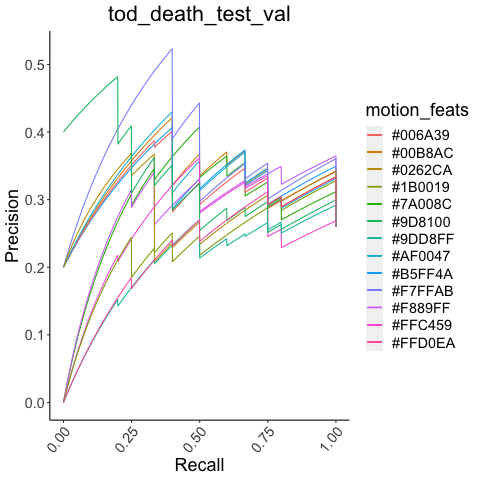 tod_death_test_val
Precision
0.5
0.4
0.3
0.2
0.1
0.0
0.00
0.25
0.50
0.75
1.00
Recall
motion_feats
#006A39
#00B8AC
#0262CA
#1B0019
#7A008C
#9D8100
#9DD8FF
#AF0047
#B5FF4A
#F7FFAB
#F889FF
#FFC459
#FFD0EA